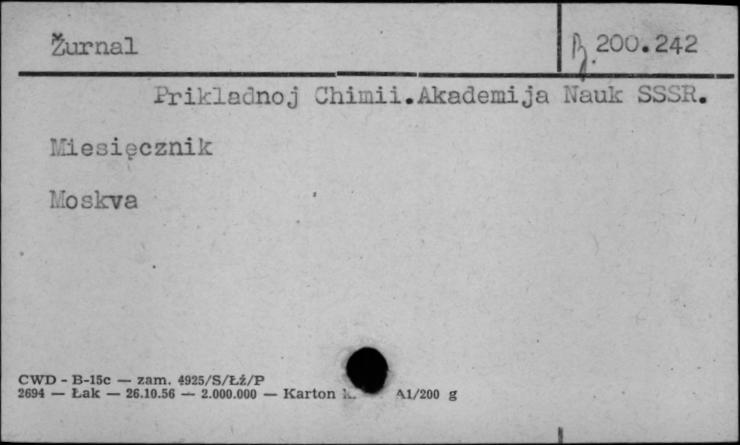 Žurnal
B. 200.242
Prikladnoj Chimii.Akademija Nauk SSSR.
Miesięcznik
Moskva
CWD - B-15c — zam. 4925/S/Łź/P
2694 — Łak — 26.10.56 — 2.000.000 — Karton A1/200 g